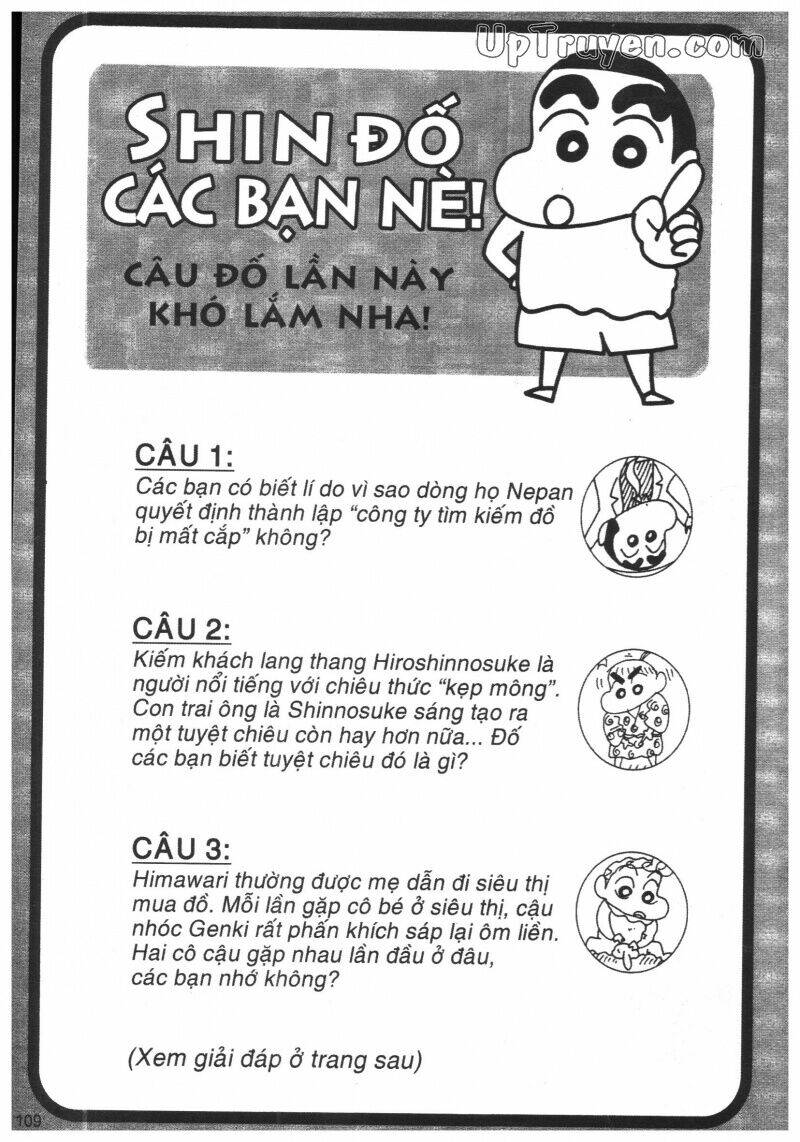 UpTruyen.com
SHIN ĐỐ
CÁC BẠN NÈ!
CÂU ĐỐ LẦN NÀY
KHÓ LẮM NHA!
CÂU 1:
Các bạn có biết lí do vì sao dòng họ Nepan
quyết định thành lập “công ty tìm kiếm đồ
bị mất cắp” không?
CÂU 2:
Kiếm khách lang thang Hiroshinnosuke là
người nổi tiếng với chiêu thức “kẹp mông”.
Con trai ông là Shinnosuke sáng tạo ra
một tuyệt chiêu còn hay hơn nữa... Đố
các bạn biết tuyệt chiêu đó là gì?
CÂU 3:
Himawari thường được mẹ dẫn đi siêu thị
mua đồ. Mỗi lần gặp cô bé ở siêu thị, cậu
nhóc Genki rất phấn khích sáp lại ôm liền.
Hai cô cậu gặp nhau lần đầu ở đâu,
các bạn nhớ không?
(Xem giải đáp ở trang sau)
109